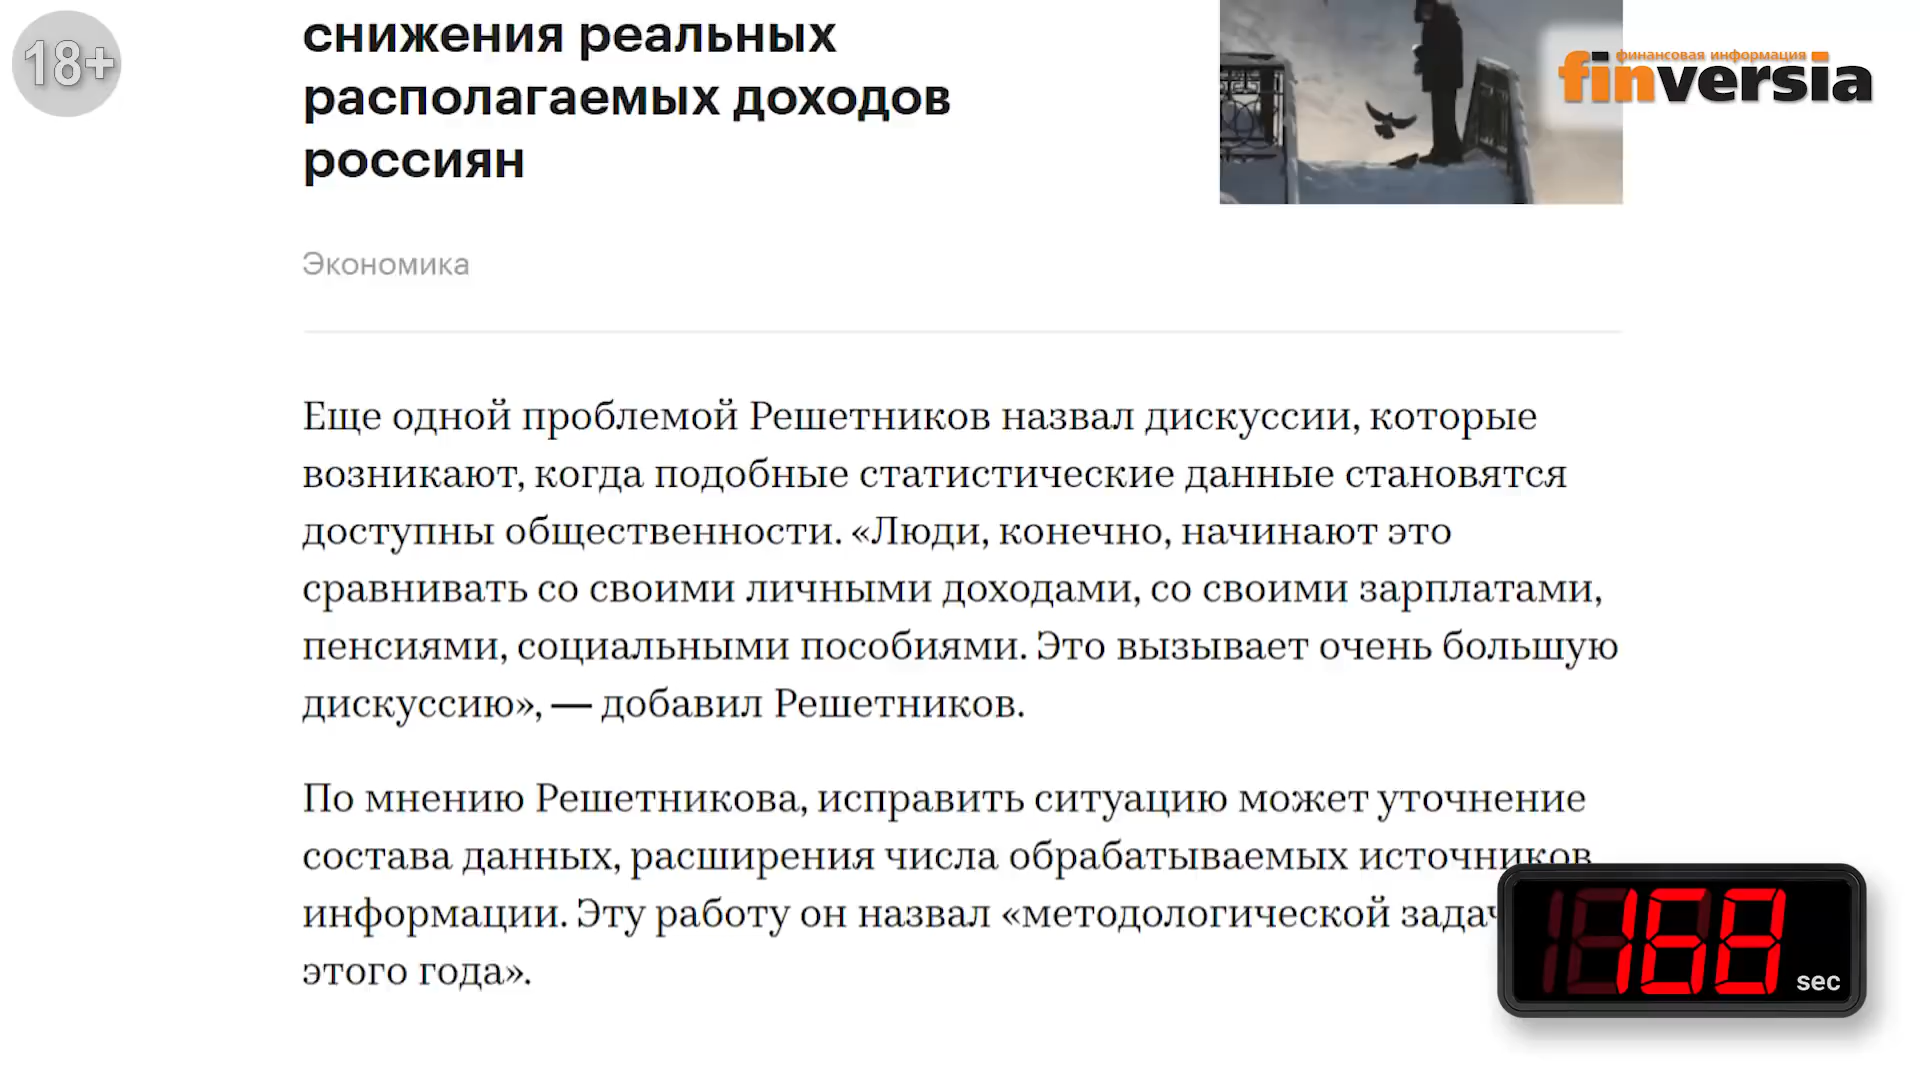 18+
снижения реальных
располагаемых доходов
россиян
финансовая информация
finversia
Экономика
Еще одной проблемой Решетников назвал дискуссии, которые
возникают, когда подобные статистические данные становятся
доступны общественности. «Люди, конечно, начинают это
сравнивать со своими личными доходами, со своими зарплатами,
пенсиями, социальными пособиями. Это вызывает очень большую
дискуссию», — добавил Решетников.
По мнению Решетникова, исправить ситуацию может уточнение
состава данных, расширения числа обрабатываемых источников
информации. Эту работу он назвал «методологической задач
этого года».
168
sec